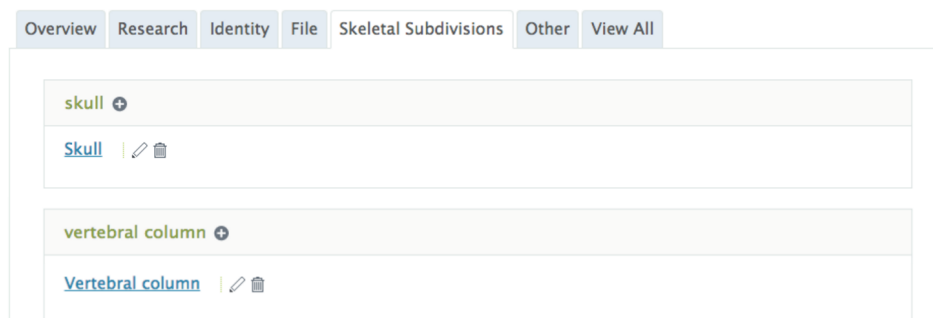 Overview Research Identity File Skeletal Subdivisions Other View All
skull
Skull
vertebral column
Vertebral column